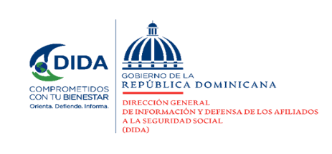 DIDA
COMPROMETIDOS
CON TU BIENESTAR
Orienta. Defiende. Informa.
GOBIERNO DE LA
REPÚBLICA DOMINICANA
DIRECCIÓN GENERAL
DE INFORMACIÓN Y DEFENSA DE LOS AFILIADOS
A LA SEGURIDAD SOCIAL
(DIDA)